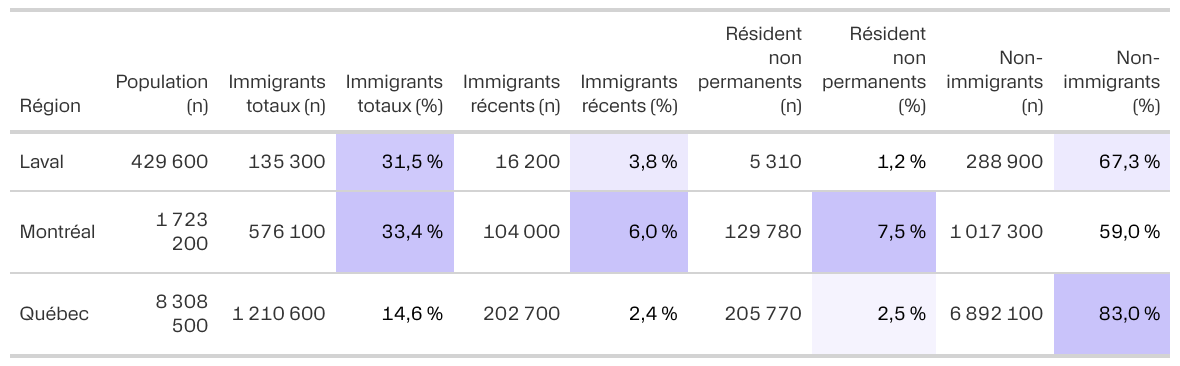 Région Population (n) Immigrants totaux (n) Immigrants totaux (%) Immigrants récents (n) Immigrants récents (%) Résident non permanents (n) Résident non permanents (%) Non-immigrants (n) Non-immigrants (%)
Laval 429 600 135 300 31,5 % 16 200 3,8 % 5 310 1,2 % 288 900 67,3 %
Montréal 1 723 200 576 100 33,4 % 104 000 6,0 % 129 780 7,5 % 1 017 300 59,0 %
Québec 8 308 500 1 210 600 14,6 % 202 700 2,4 % 205 770 2,5 % 6 892 100 83,0 %